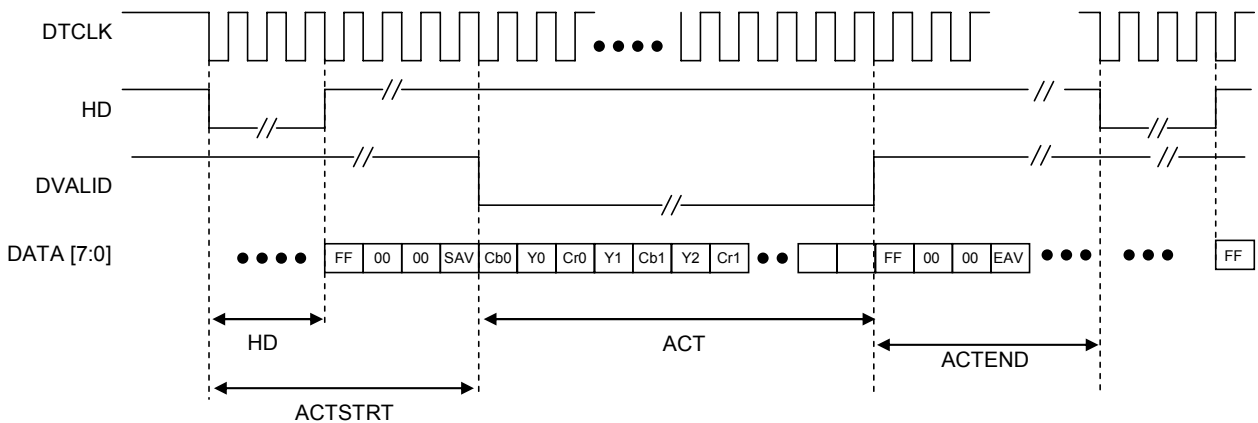 DTCLK
HD
DVALID
DATA [7:0]
FF 00 00 SAV Cb0 Y0 Cr0 Y1 Cb1 Y2 Cr1 FF 00 00 EAV FF
HD
ACT
ACTEND
ACTSTRT